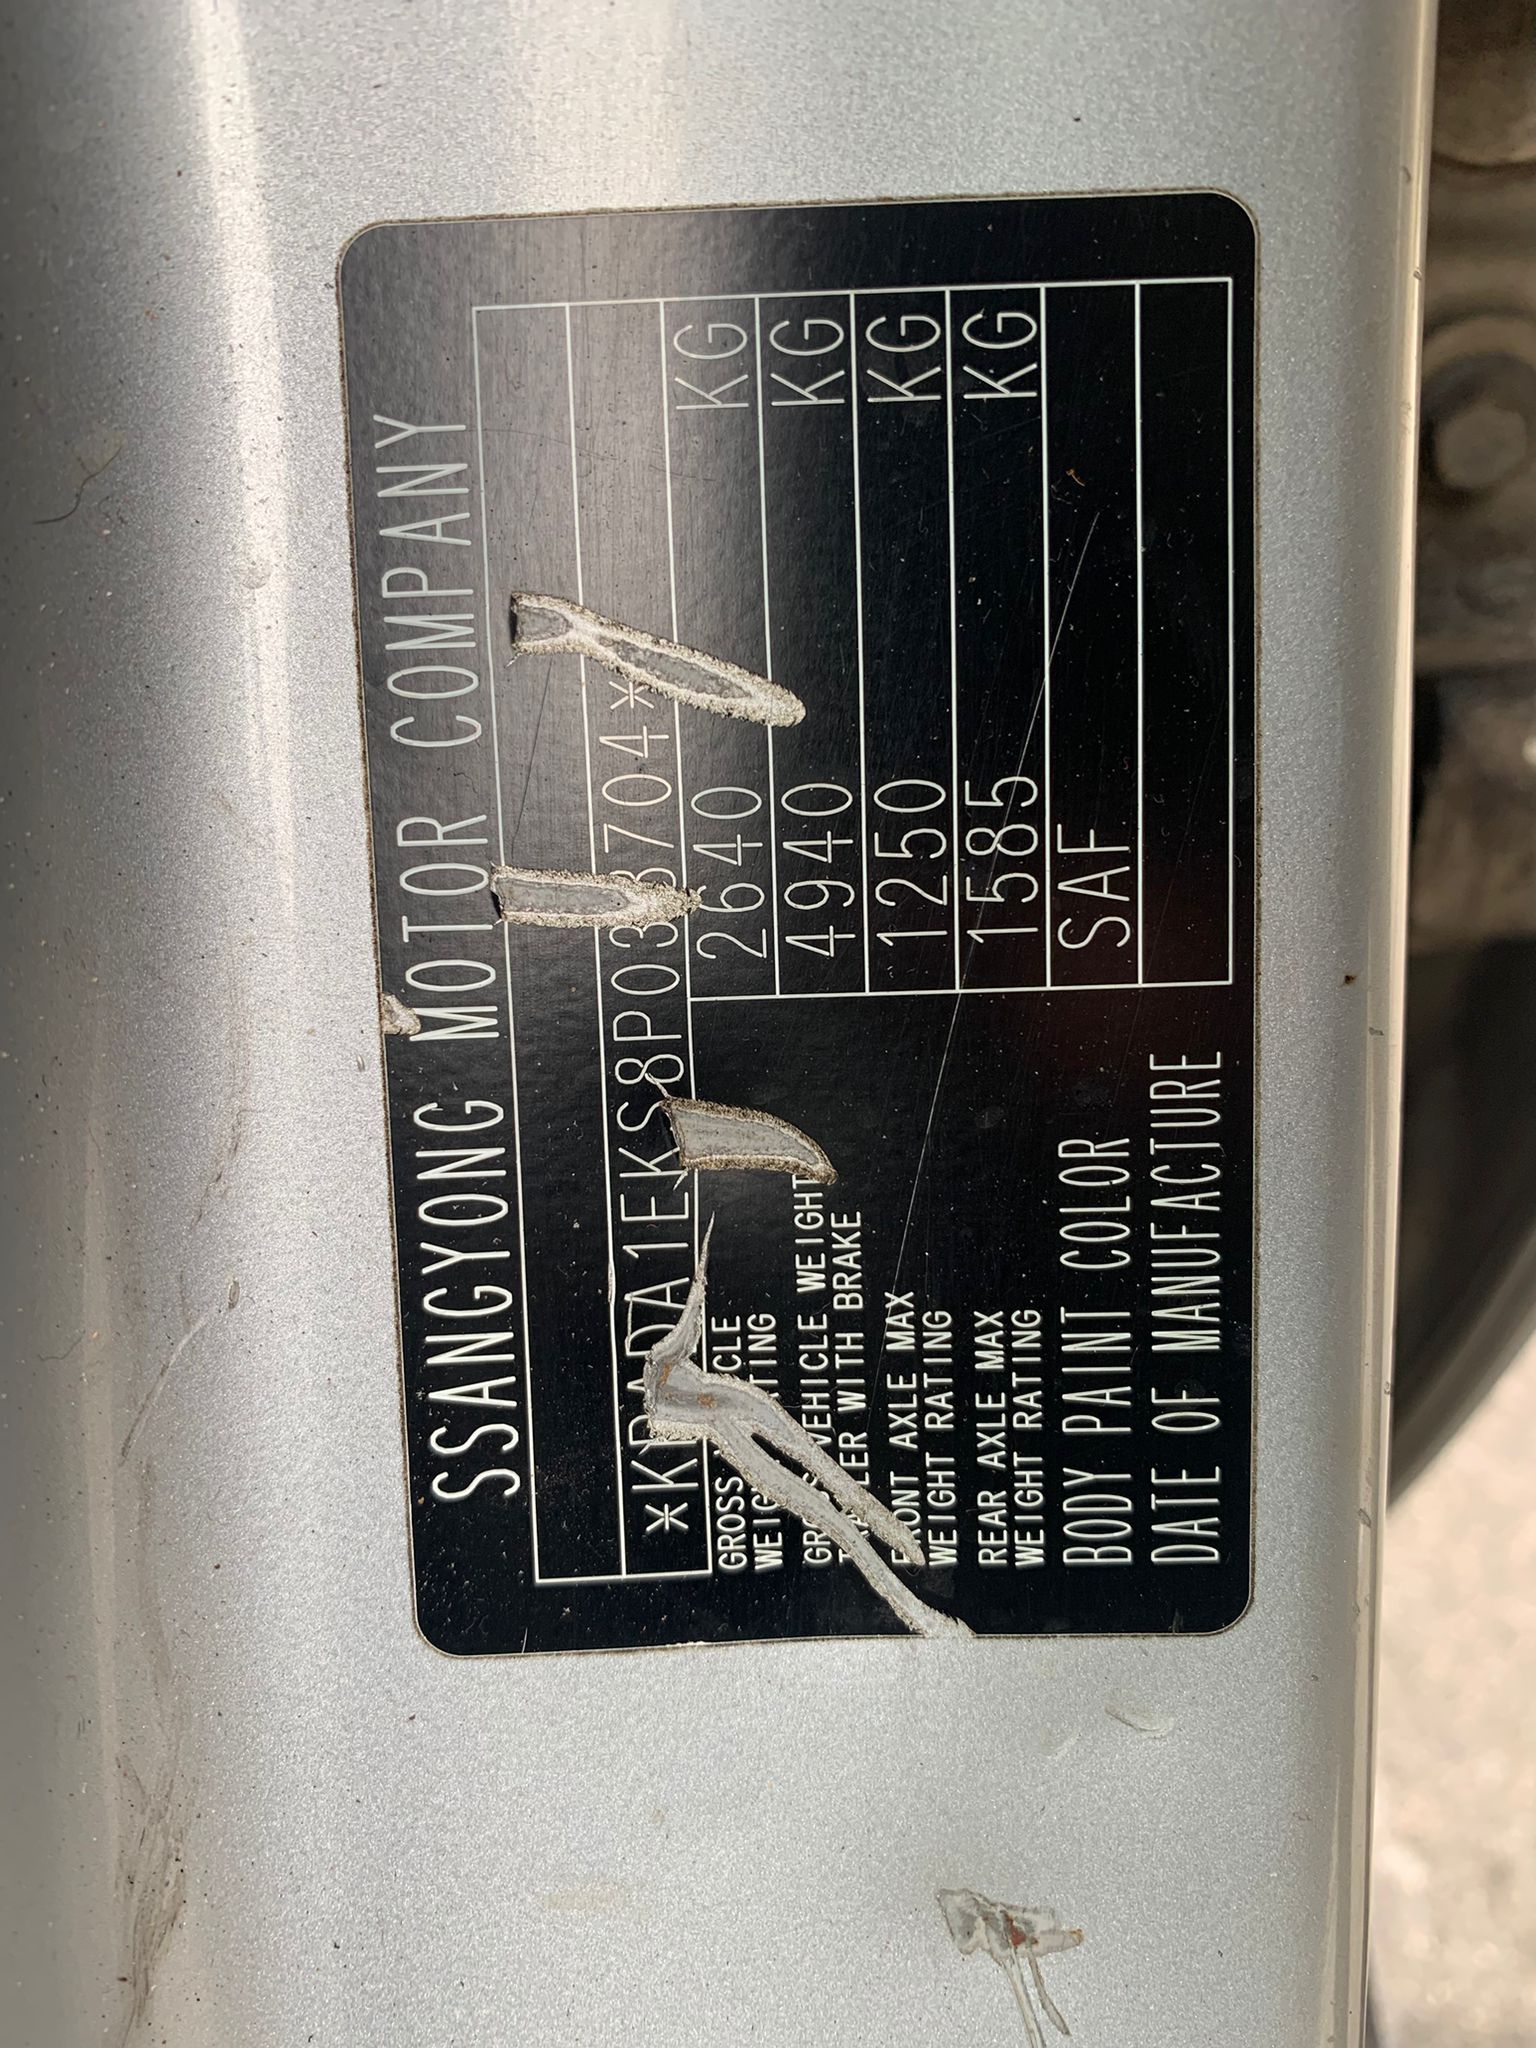 SSANGYONG MOTOR COMPANY
*KPADA1EKS8P033704*
GROSS VEHICLE
WEIGHT RATING 2640 KG
GROSS VEHICLE WEIGHT
TRAILER WITH BRAKE 4940 KG
FRONT AXLE MAX
WEIGHT RATING 1250 KG
REAR AXLE MAX
WEIGHT RATING 1585 KG
BODY PAINT COLOR SAF
DATE OF MANUFACTURE